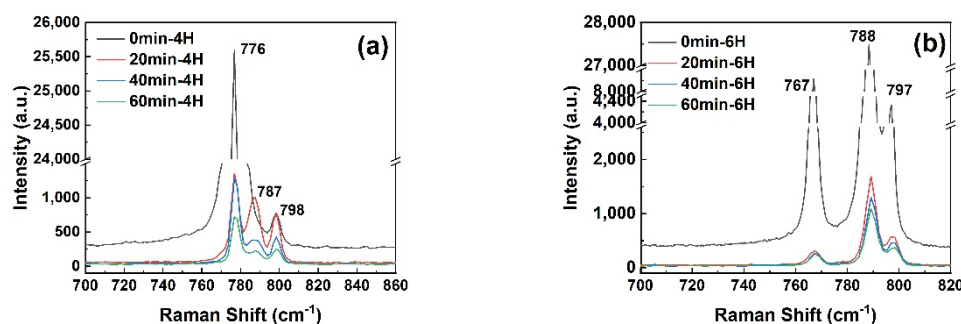 26,000
25,500
25,000
24,500
24,000
1,000
500
0
Intensity (a.u.)
0min-4H
20min-4H
40min-4H
60min-4H
(a)
776
787
798
700 720 740 760 780 800 820 840 860
Raman Shift (cm⁻¹)
28,000
27,000
8,000
4,400
4,000
2,000
1,000
0
Intensity (a.u.)
0min-6H
20min-6H
40min-6H
60min-6H
(b)
788
767
797
700 720 740 760 780 800 820
Raman Shift (cm⁻¹)